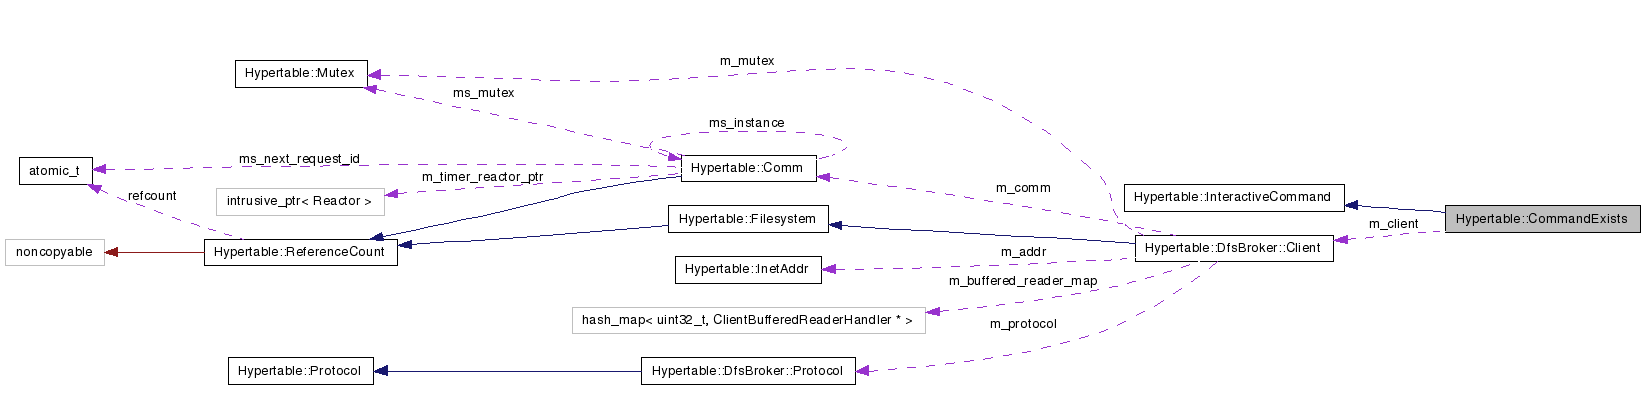 m_mutex
Hypertable::Mutex
ms_mutex
ms_instance
ms_next_request_id
Hypertable::Comm
atomic_t
m_timer_reactor_ptr
refcount
intrusive_ptr< Reactor >
m_comm
Hypertable::InteractiveCommand
Hypertable::Filesystem
Hypertable::CommandExists
m_client
noncopyable
Hypertable::ReferenceCount
Hypertable::DfsBroker::Client
m_addr
Hypertable::InetAddr
m_buffered_reader_map
hash_map< uint32_t, ClientBufferedReaderHandler * >
m_protocol
Hypertable::Protocol
Hypertable::DfsBroker::Protocol